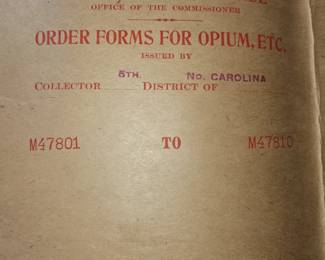 OFFICE OF THE COMMISSIONER
ORDER FORMS FOR OPIUM, ETC.
ISSUED BY
5TH. NO. CAROLINA
COLLECTOR DISTRICT OF
M47801 TO M47810